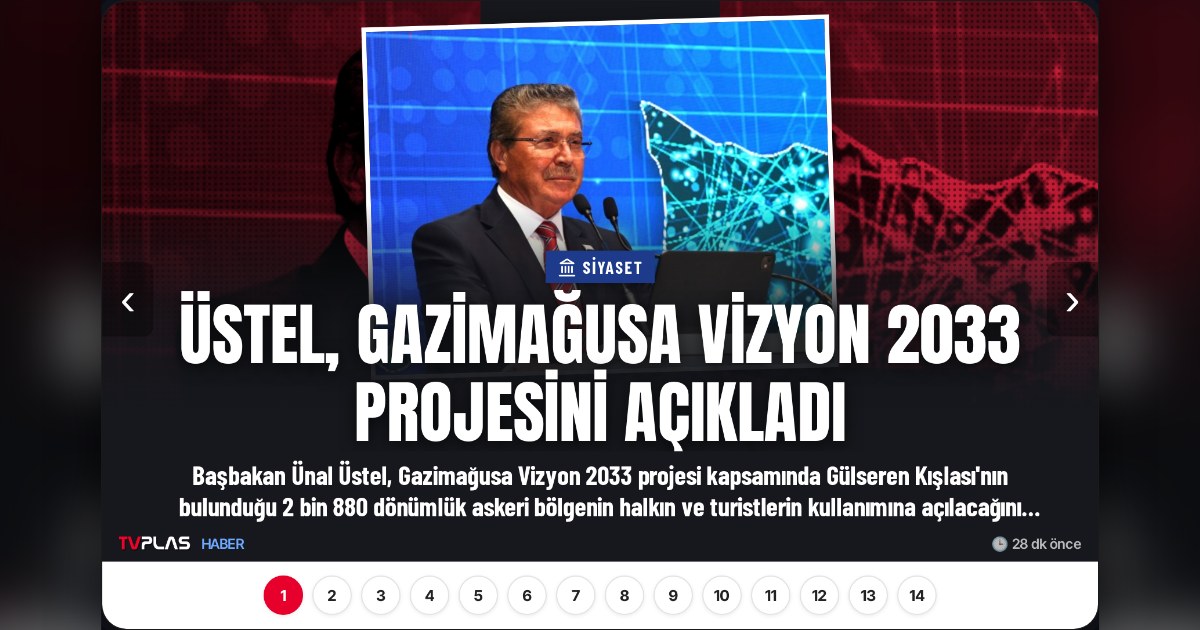 SİYASET
ÜSTEL, GAZİMAĞUSA VİZYON 2033
PROJESİNİ AÇIKLADI
Başbakan Ünal Üstel, Gazimağusa Vizyon 2033 projesi kapsamında Gülseren Kışlası'nın
bulunduğu 2 bin 880 dönümlük askeri bölgenin halkın ve turistlerin kullanımına açılacağını...
TVPLAS HABER 28 dk önce
1 2 3 4 5 6 7 8 9 10 11 12 13 14